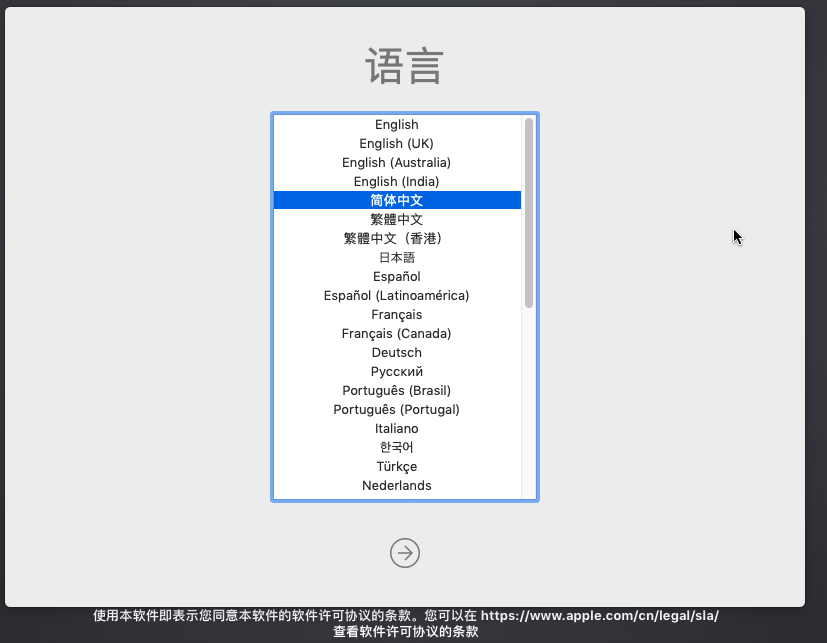 语言
English
English (UK)
English (Australia)
English (India)
简体中文
繁體中文
繁體中文（香港）
日本語
Español
Español (Latinoamérica)
Français
Français (Canada)
Deutsch
Русский
Português (Brasil)
Português (Portugal)
Italiano
한국어
Türkçe
Nederlands
使用本软件即表示您同意本软件的软件许可协议的条款。您可以在 https://www.apple.com/cn/legal/sla/
查看软件许可协议的条款